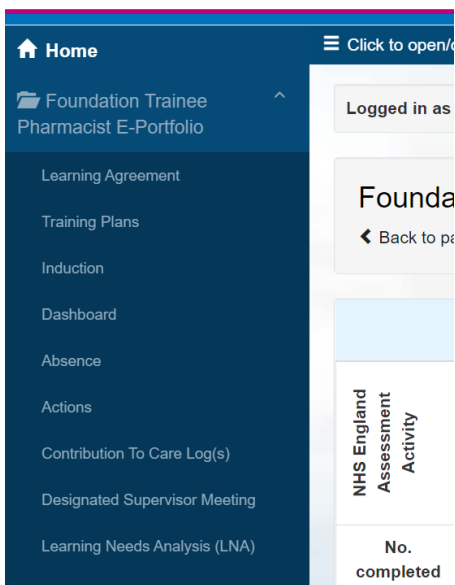 Home
Click to open/
Foundation Trainee
Pharmacist E-Portfolio
Logged in as
Learning Agreement
Training Plans
Induction
Dashboard
Absence
Actions
Contribution To Care Log(s)
Designated Supervisor Meeting
Learning Needs Analysis (LNA)
Founda
Back to pa
NHS England
Assessment
Activity
No.
completed